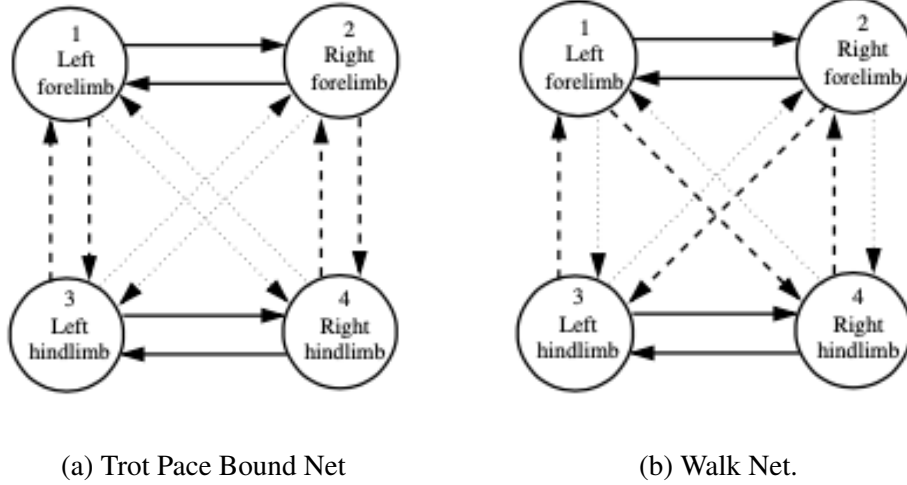 1
Left
forelimb
2
Right
forelimb
3
Left
hindlimb
4
Right
hindlimb
(a) Trot Pace Bound Net
1
Left
forelimb
2
Right
forelimb
3
Left
hindlimb
4
Right
hindlimb
(b) Walk Net.